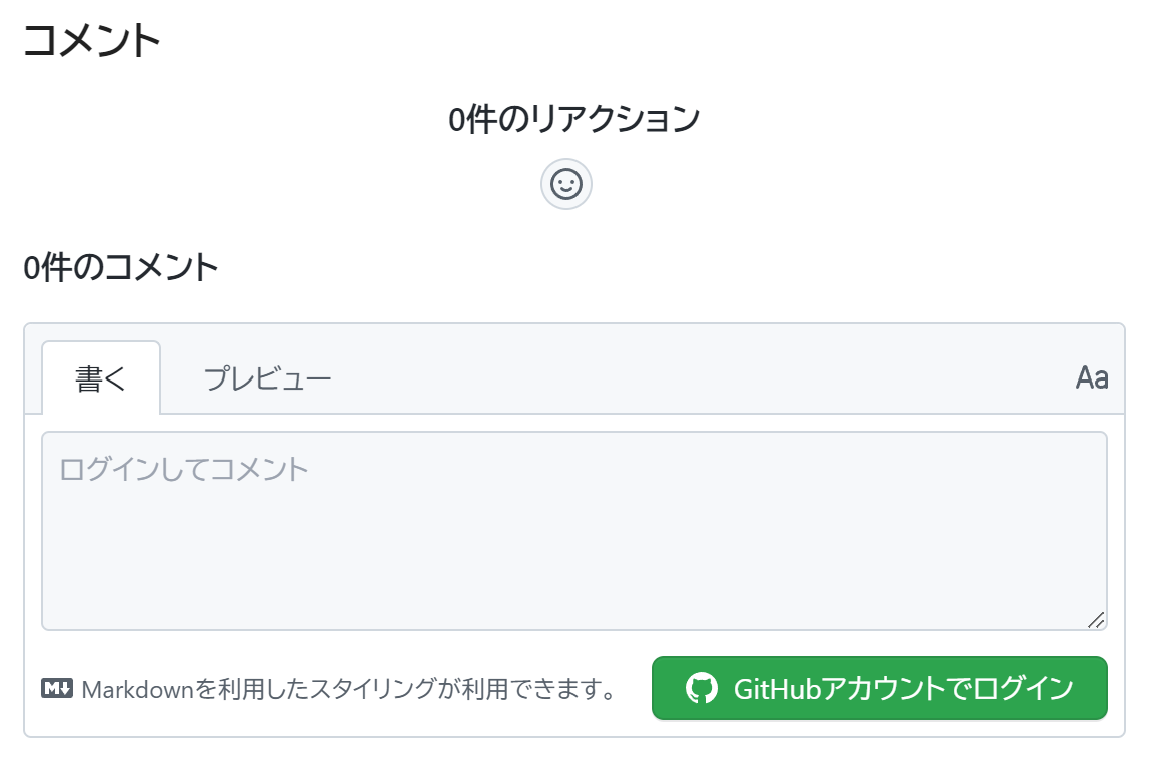 コメント
0件のリアクション
0件のコメント
書く プレビュー Aa
ログインしてコメント
M↓ Markdownを利用したスタイリングが利用できます。 GitHubアカウントでログイン